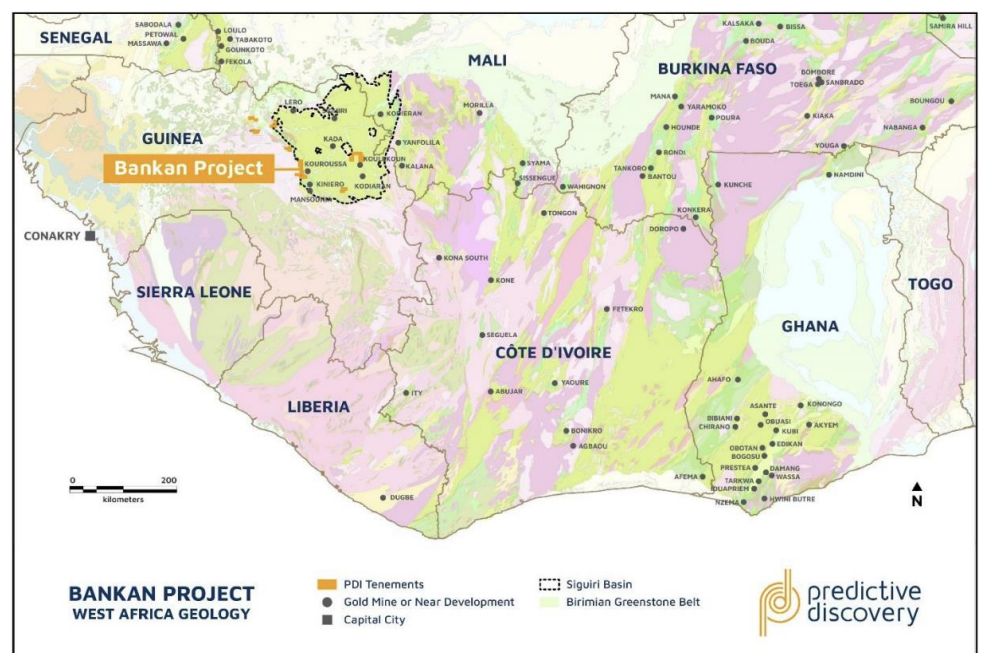 SENEGAL
SABODALA
PETOWAL
MASSAWA
LOULO
TABAKOTO
GOUNKOTO
FEKOLA
MALI
BURKINA FASO
KALSAKA
BISSA
BOUDA
SAMIRA HILL
BOMBORE
TOEGA
SANBRADO
BOUNGOU
MANA
YARAMOKO
POURA
KIAKA
NABANGA
HOUNDE
YOUGA
GUINEA
LERO
KADA
KOUROUSSA
KINIERO
KODIARAN
MORILLA
YANFOLILA
KALANA
SYAMA
SISSENGUE
WAHIGNON
TANKORO
BONDI
BANTOU
KUNCHE
NAMDINI
Bankan Project
TONGON
KONKERA
DOROPO
CONAKRY
KONA SOUTH
KONE
SIERRA LEONE
FETEKRO
TOGO
GHANA
SEGUELA
CÔTE D'IVOIRE
LIBERIA
ITY
ABUJAR
YAOURE
AHAFO
ASANTE
KONONGO
BIBIANI
CHIRANO
OBUASI
KUBI
AKYEM
BONIKRO
AGBAOU
OBOTAN
EDIKAN
BOGOSU
PRESTEA
DAMANG
WASSA
TARKWA
IDUAPRIEM
AFEMA
NZEMA
HWINI BUTRE
DUGBE
0 200
kilometers
N
BANKAN PROJECT
WEST AFRICA GEOLOGY
PDI Tenements
Gold Mine or Near Development
Capital City
Siguiri Basin
Birimian Greenstone Belt
predictive
discovery